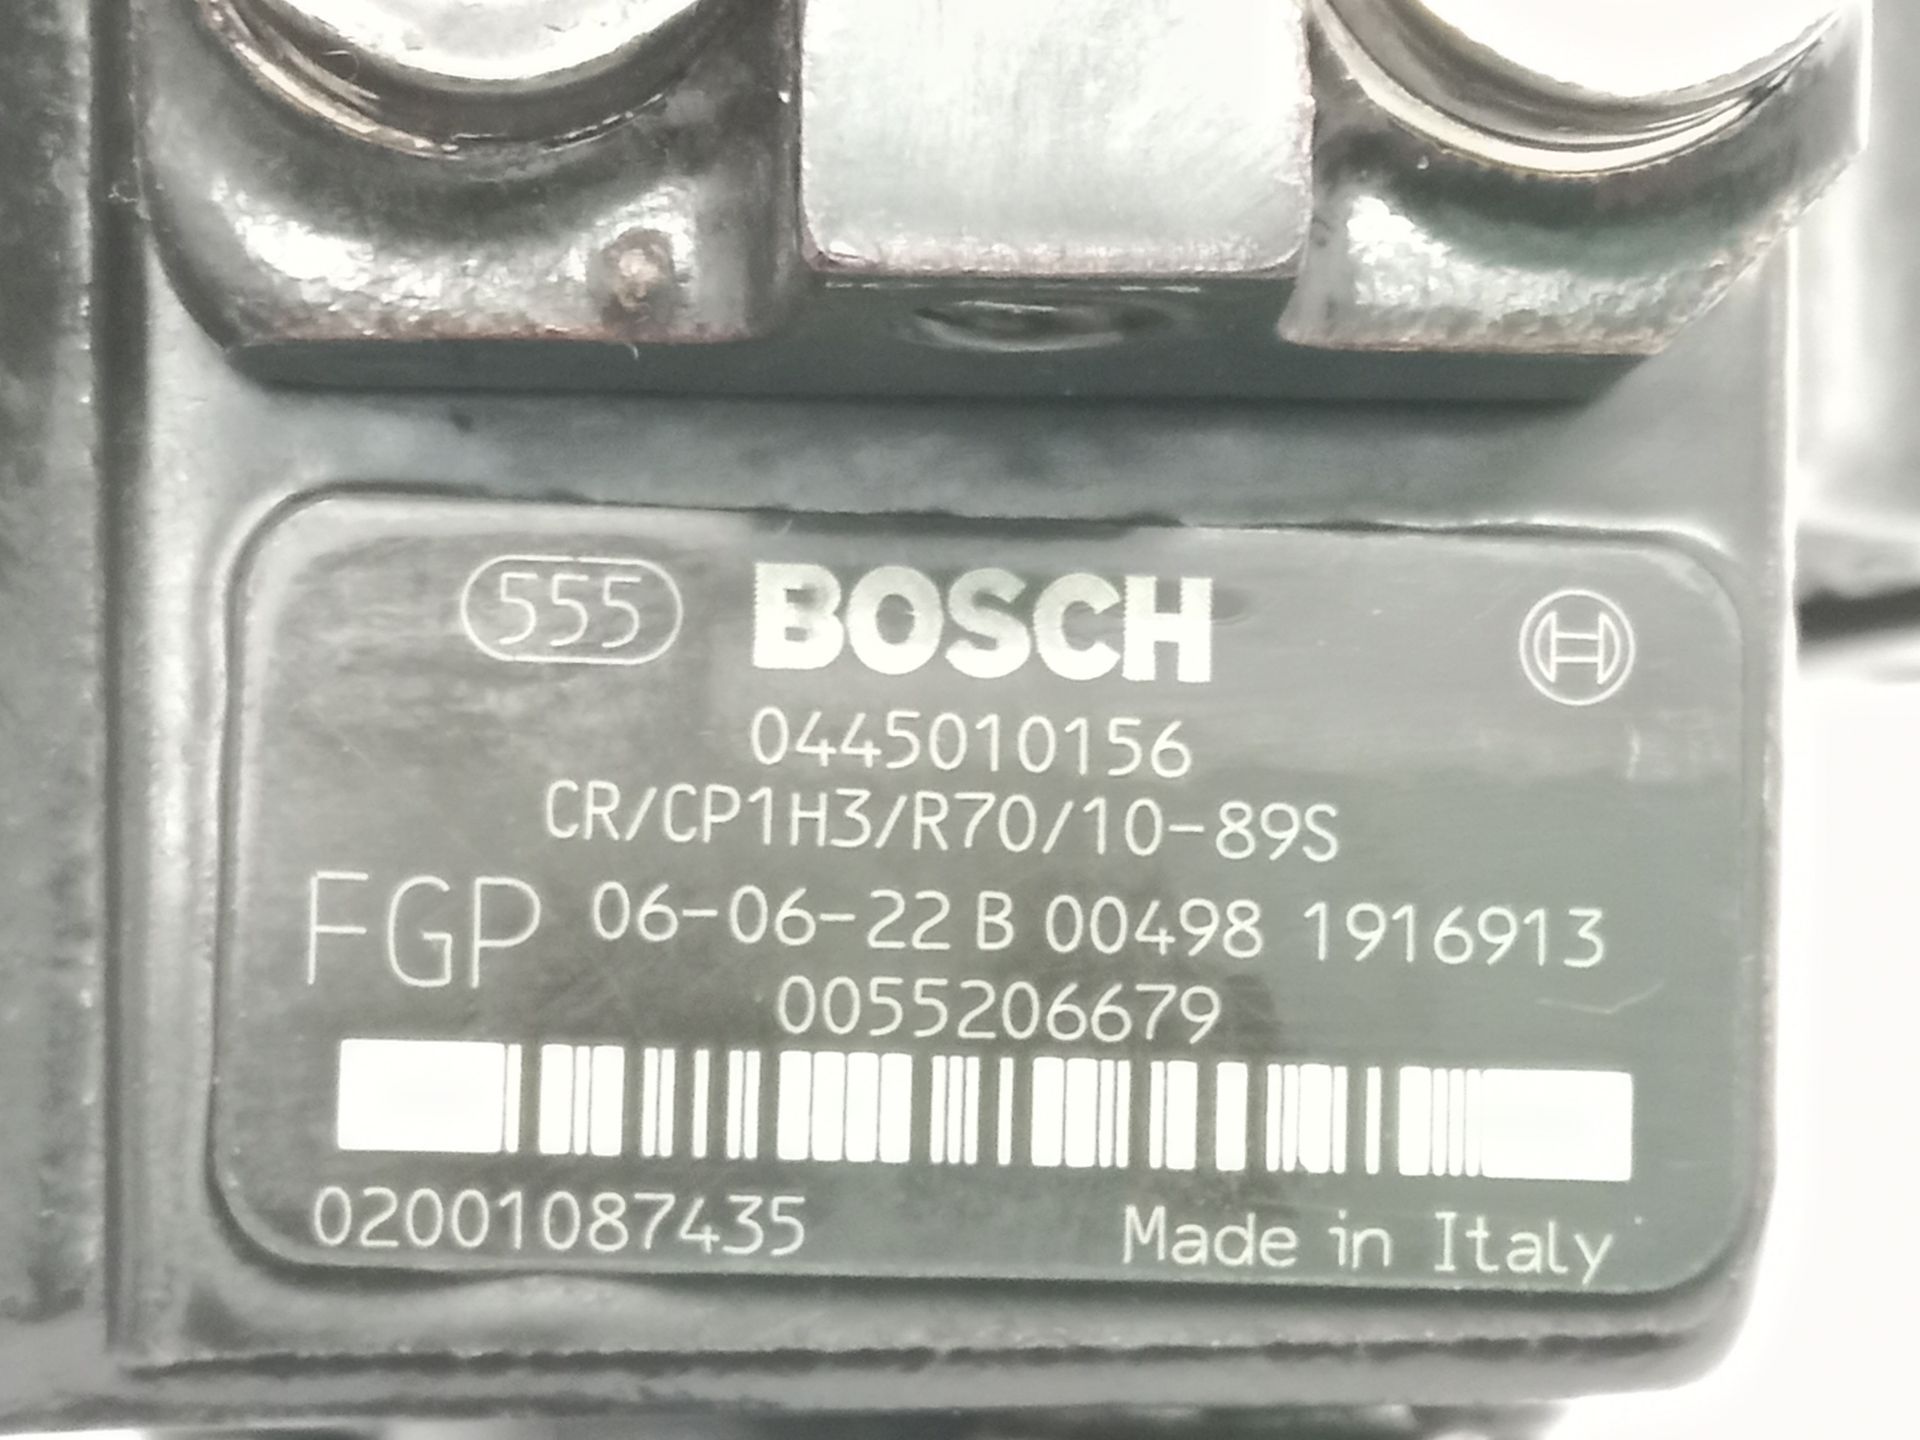 555 BOSCH
0445010156
CR/CP1H3/R70/10-89S
FGP 06-06-22 B 00498 1916913
0055206679
02001087435 Made in Italy